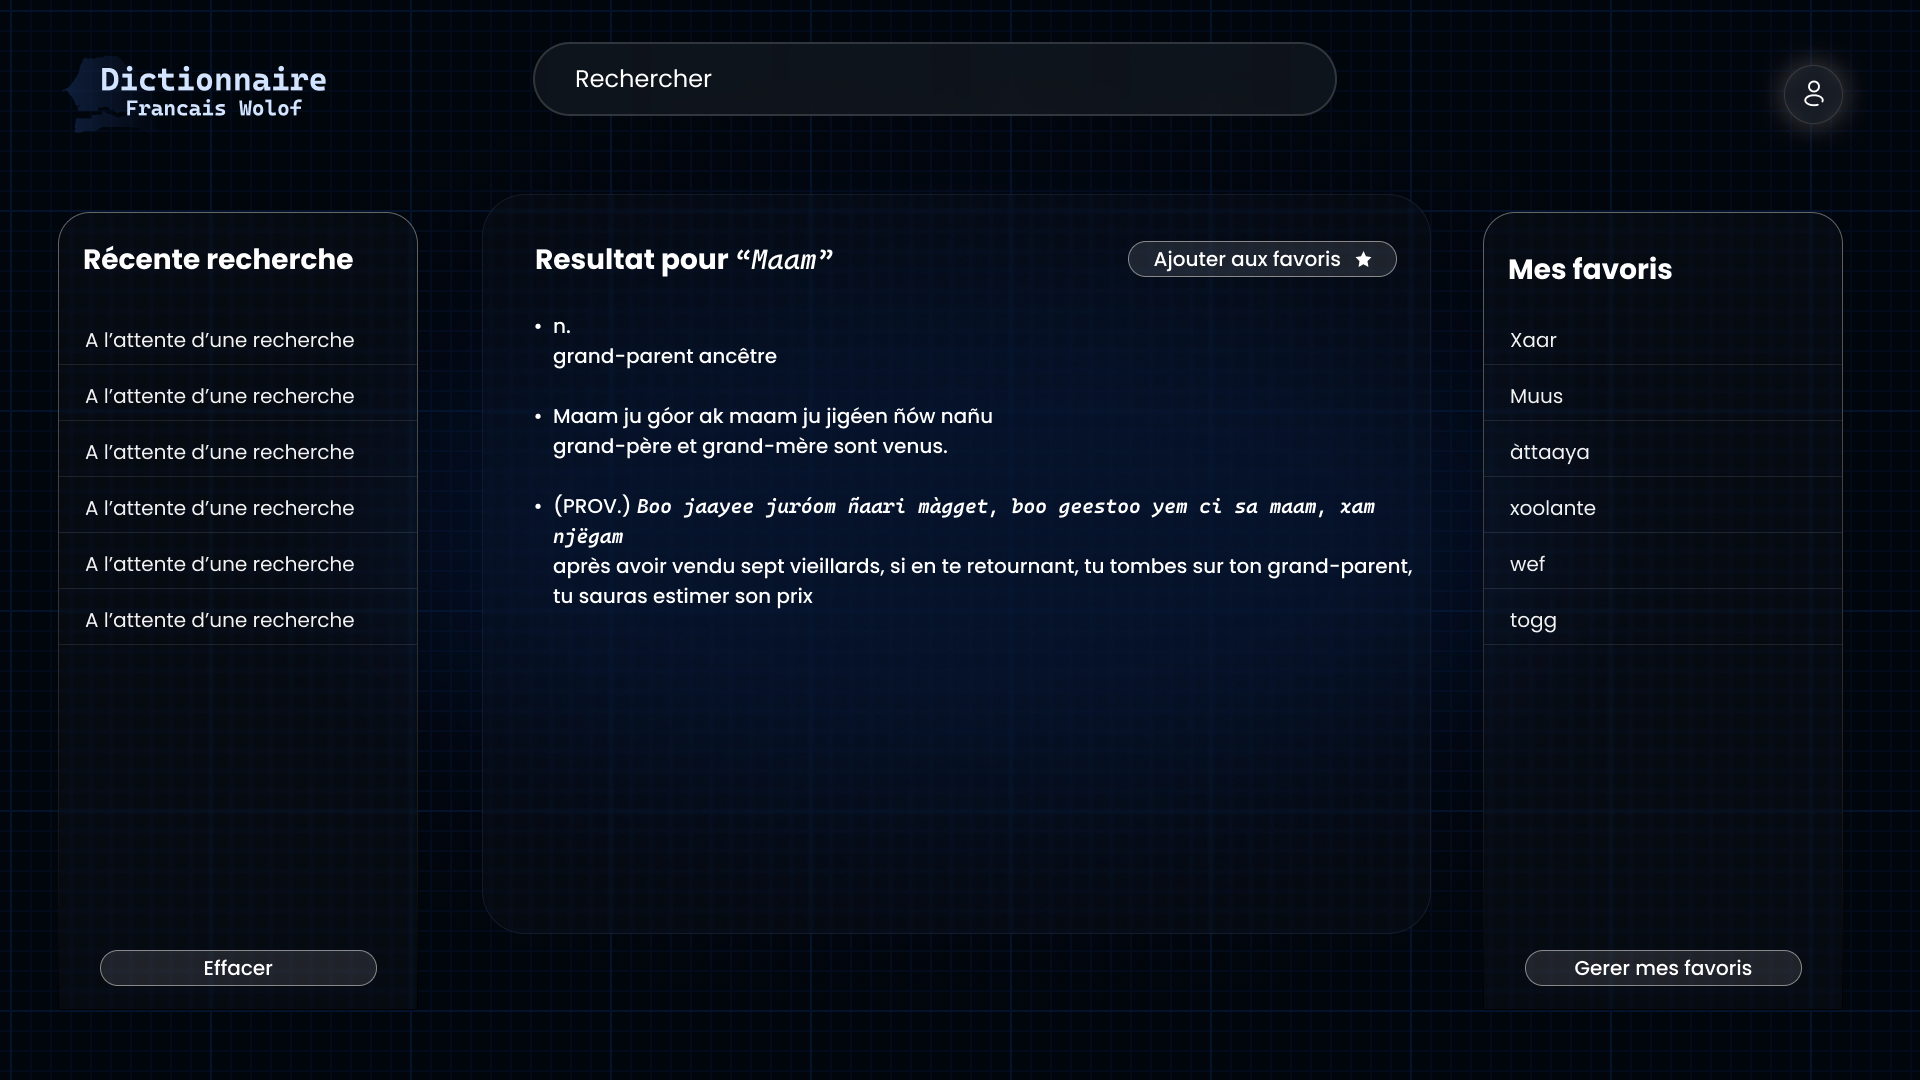 Dictionnaire
Francais Wolof
Rechercher
Récente recherche
A l’attente d’une recherche
A l’attente d’une recherche
A l’attente d’une recherche
A l’attente d’une recherche
A l’attente d’une recherche
A l’attente d’une recherche
Effacer
Resultat pour “Maam”
Ajouter aux favoris
• n.
grand-parent ancêtre
• Maam ju góor ak maam ju jigéen ñów nañu
grand-père et grand-mère sont venus.
• (PROV.) Boo jaayee juróom ñaari màgget, boo geestoo yem ci sa maam, xam
njëgam
après avoir vendu sept vieillards, si en te retournant, tu tombes sur ton grand-parent,
tu sauras estimer son prix
Mes favoris
Xaar
Muus
àttaaya
xoolante
wef
togg
Gerer mes favoris